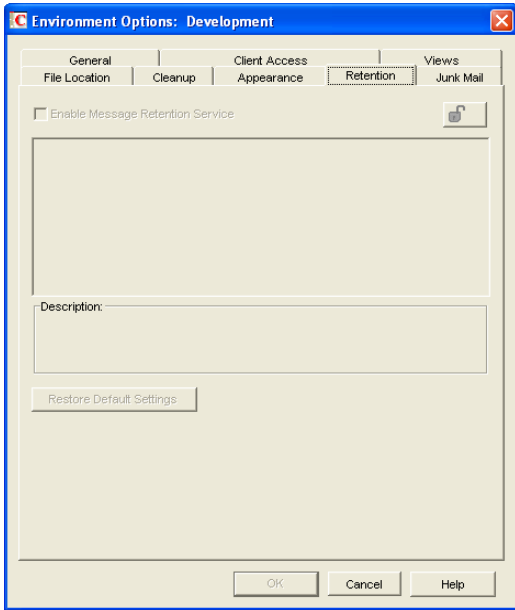 Environment Options: Development
General Client Access Views
File Location Cleanup Appearance Retention Junk Mail
Enable Message Retention Service
Description:
Restore Default Settings
OK Cancel Help